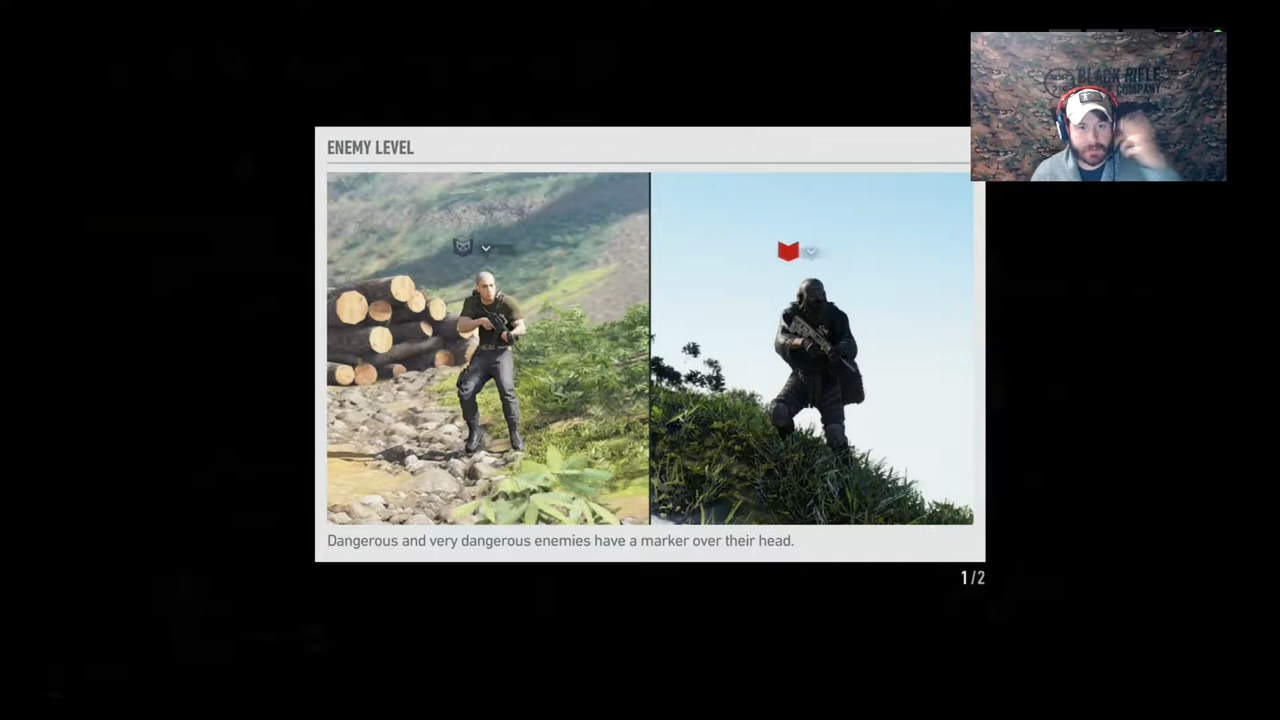 BLACK RIFLE
COMPANY
ENEMY LEVEL
Dangerous and very dangerous enemies have a marker over their head.
1/2